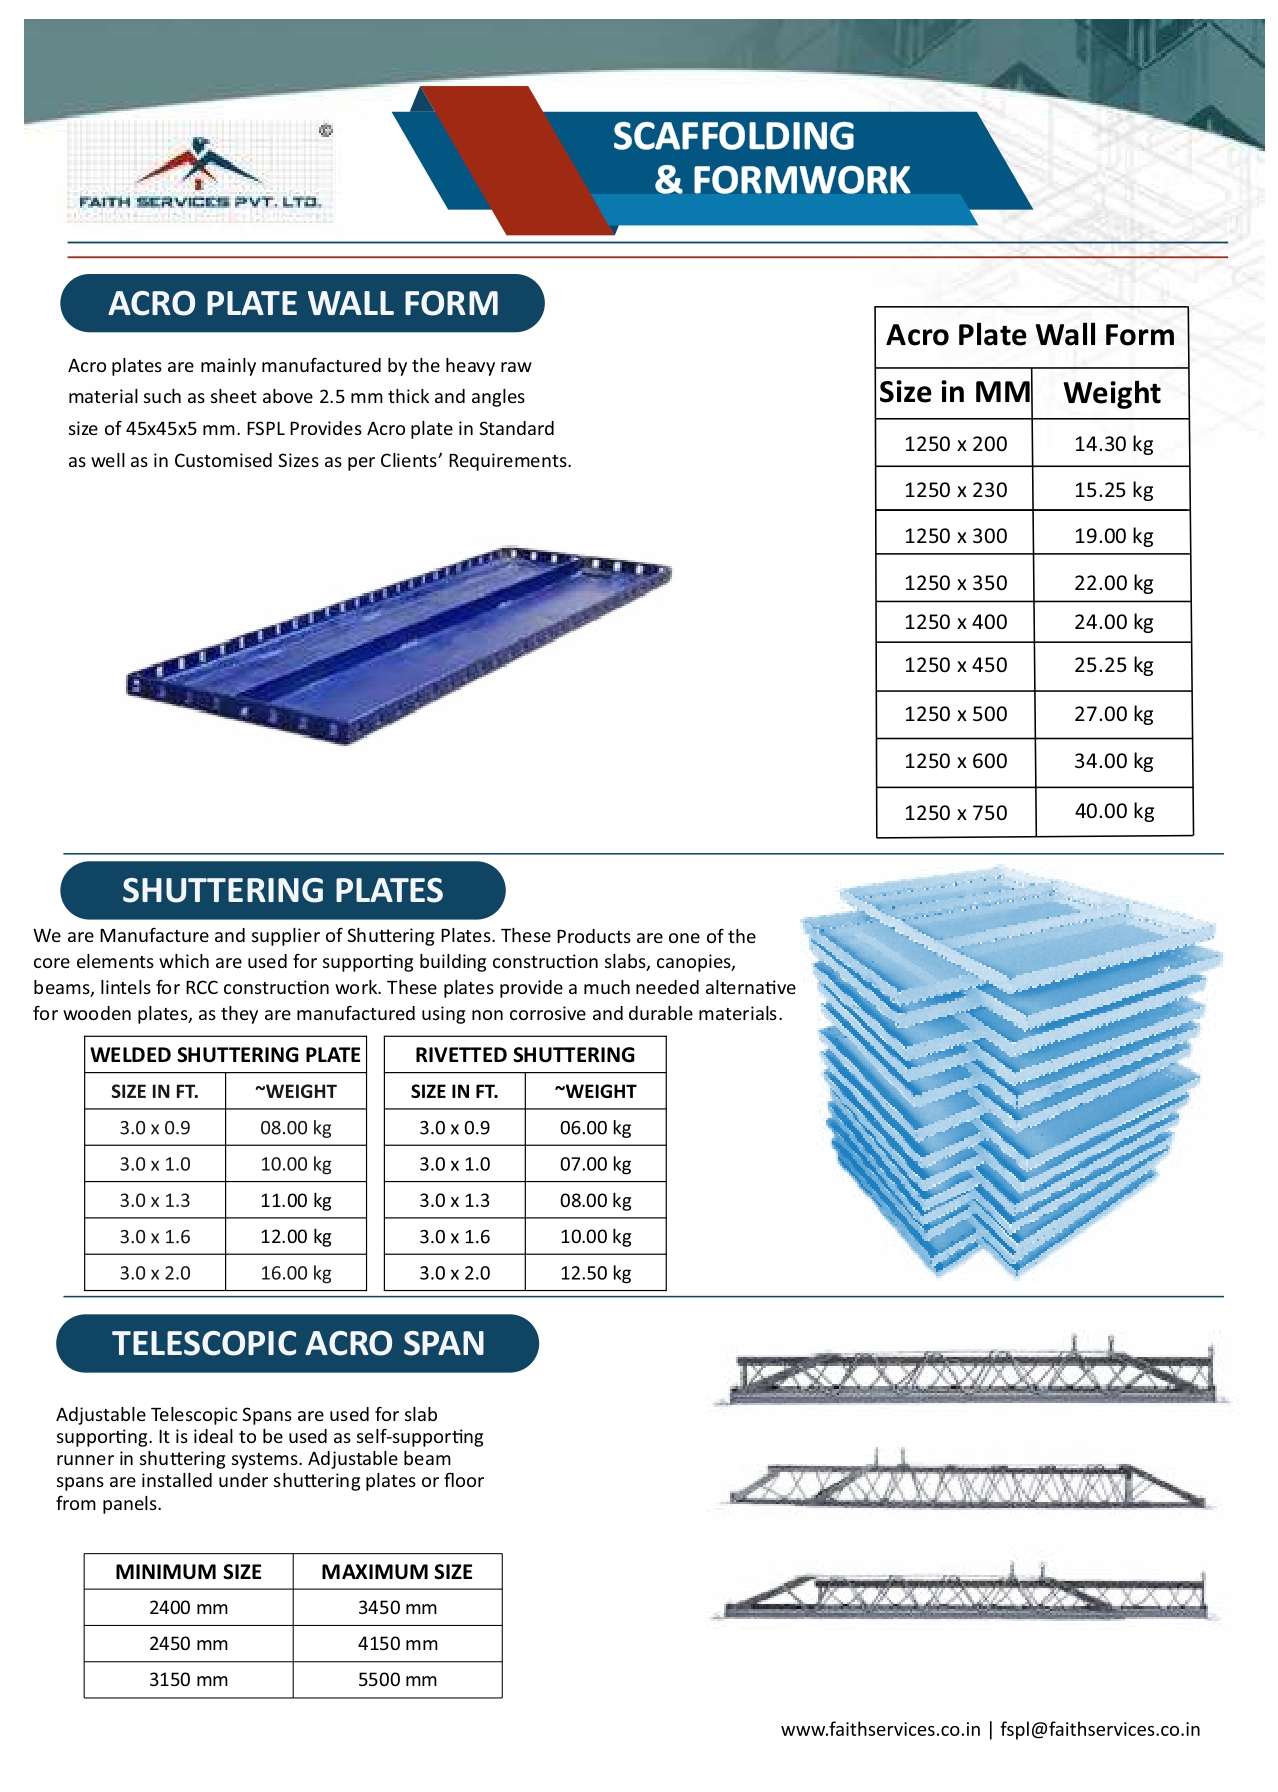 ©
FAITH SERVICES PVT. LTD.
SCAFFOLDING
& FORMWORK
ACRO PLATE WALL FORM
Acro plates are mainly manufactured by the heavy raw
material such as sheet above 2.5 mm thick and angles
size of 45x45x5 mm. FSPL Provides Acro plate in Standard
as well as in Customised Sizes as per Clients’ Requirements.
Acro Plate Wall Form
Size in MM Weight
1250 x 200 14.30 kg
1250 x 230 15.25 kg
1250 x 300 19.00 kg
1250 x 350 22.00 kg
1250 x 400 24.00 kg
1250 x 450 25.25 kg
1250 x 500 27.00 kg
1250 x 600 34.00 kg
1250 x 750 40.00 kg
SHUTTERING PLATES
We are Manufacture and supplier of Shuttering Plates. These Products are one of the
core elements which are used for supporting building construction slabs, canopies,
beams, lintels for RCC construction work. These plates provide a much needed alternative
for wooden plates, as they are manufactured using non corrosive and durable materials.
WELDED SHUTTERING PLATE
SIZE IN FT. ~WEIGHT
3.0 x 0.9 08.00 kg
3.0 x 1.0 10.00 kg
3.0 x 1.3 11.00 kg
3.0 x 1.6 12.00 kg
3.0 x 2.0 16.00 kg
RIVETTED SHUTTERING
SIZE IN FT. ~WEIGHT
3.0 x 0.9 06.00 kg
3.0 x 1.0 07.00 kg
3.0 x 1.3 08.00 kg
3.0 x 1.6 10.00 kg
3.0 x 2.0 12.50 kg
TELESCOPIC ACRO SPAN
Adjustable Telescopic Spans are used for slab
supporting. It is ideal to be used as self-supporting
runner in shuttering systems. Adjustable beam
spans are installed under shuttering plates or floor
from panels.
MINIMUM SIZE MAXIMUM SIZE
2400 mm 3450 mm
2450 mm 4150 mm
3150 mm 5500 mm
www.faithservices.co.in | fspl@faithservices.co.in